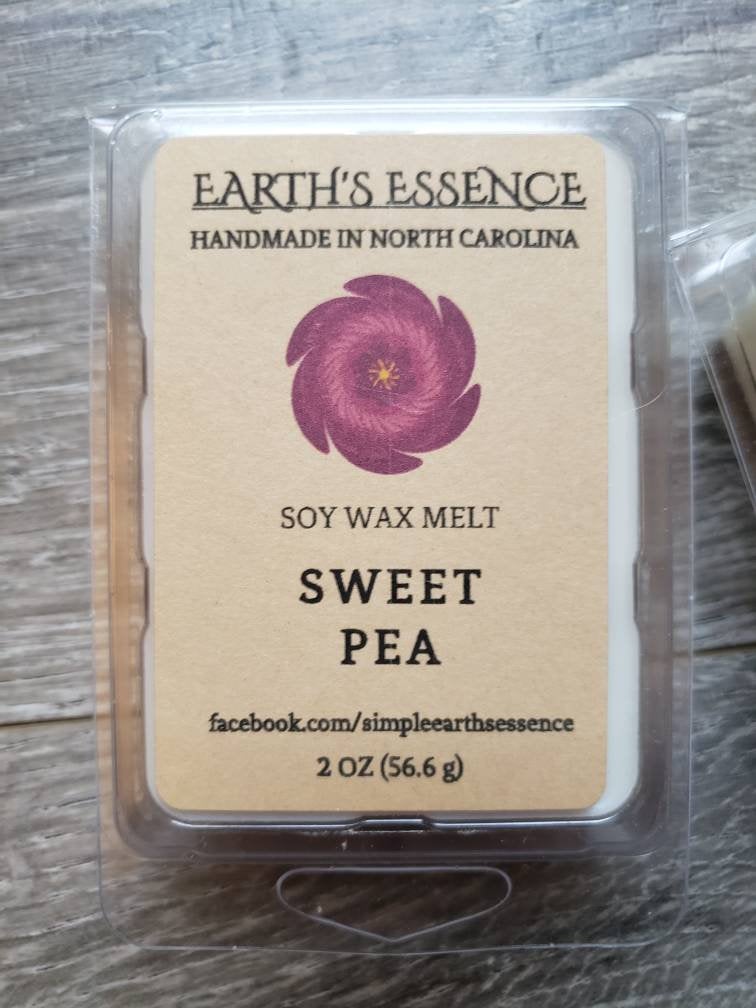 EARTH'S ESSENCE
HANDMADE IN NORTH CAROLINA
SOY WAX MELT
SWEET
PEA
facebook.com/simpleearthsessence
2 OZ (56.6 g)